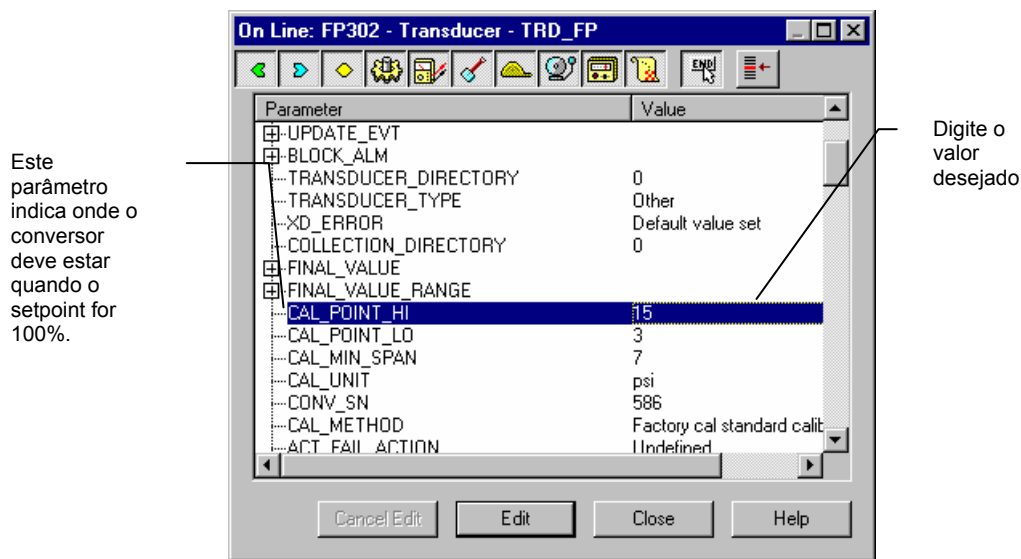 On Line: FP302 - Transducer - TRD_FP
END
Parameter Value
UPDATE_EVT
BLOCK_ALM
TRANSDUCER_DIRECTORY 0
TRANSDUCER_TYPE Other
XD_ERROR Default value set
COLLECTION_DIRECTORY 0
FINAL_VALUE
FINAL_VALUE_RANGE
CAL_POINT_HI 15
CAL_POINT_LO 3
CAL_MIN_SPAN 7
CAL_UNIT psi
CONV_SN 586
CAL_METHOD Factory cal standard calib
ACT_FAIL_ACTION Undefined
Cancel Edit Edit Close Help
Este
parâmetro
indica onde o
conversor
deve estar
quando o
setpoint for
100%.
Digite o
valor
desejado